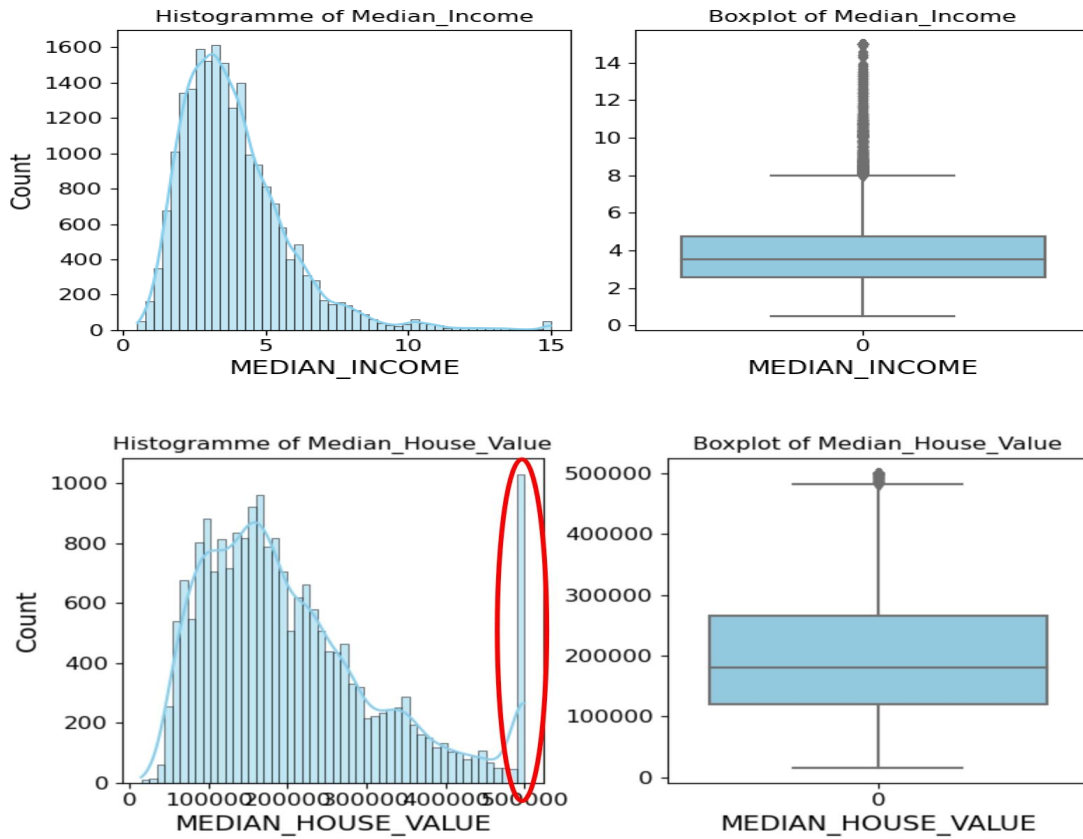 Histogramme of Median_Income
Count
1600
1400
1200
1000
800
600
400
200
0
0 5 10 15
MEDIAN_INCOME
Boxplot of Median_Income
14
12
10
8
6
4
2
0
0
MEDIAN_INCOME
Histogramme of Median_House_Value
Count
1000
800
600
400
200
0
0 100000 200000 300000 400000 500000
MEDIAN_HOUSE_VALUE
Boxplot of Median_House_Value
500000
400000
300000
200000
100000
0
0
MEDIAN_HOUSE_VALUE